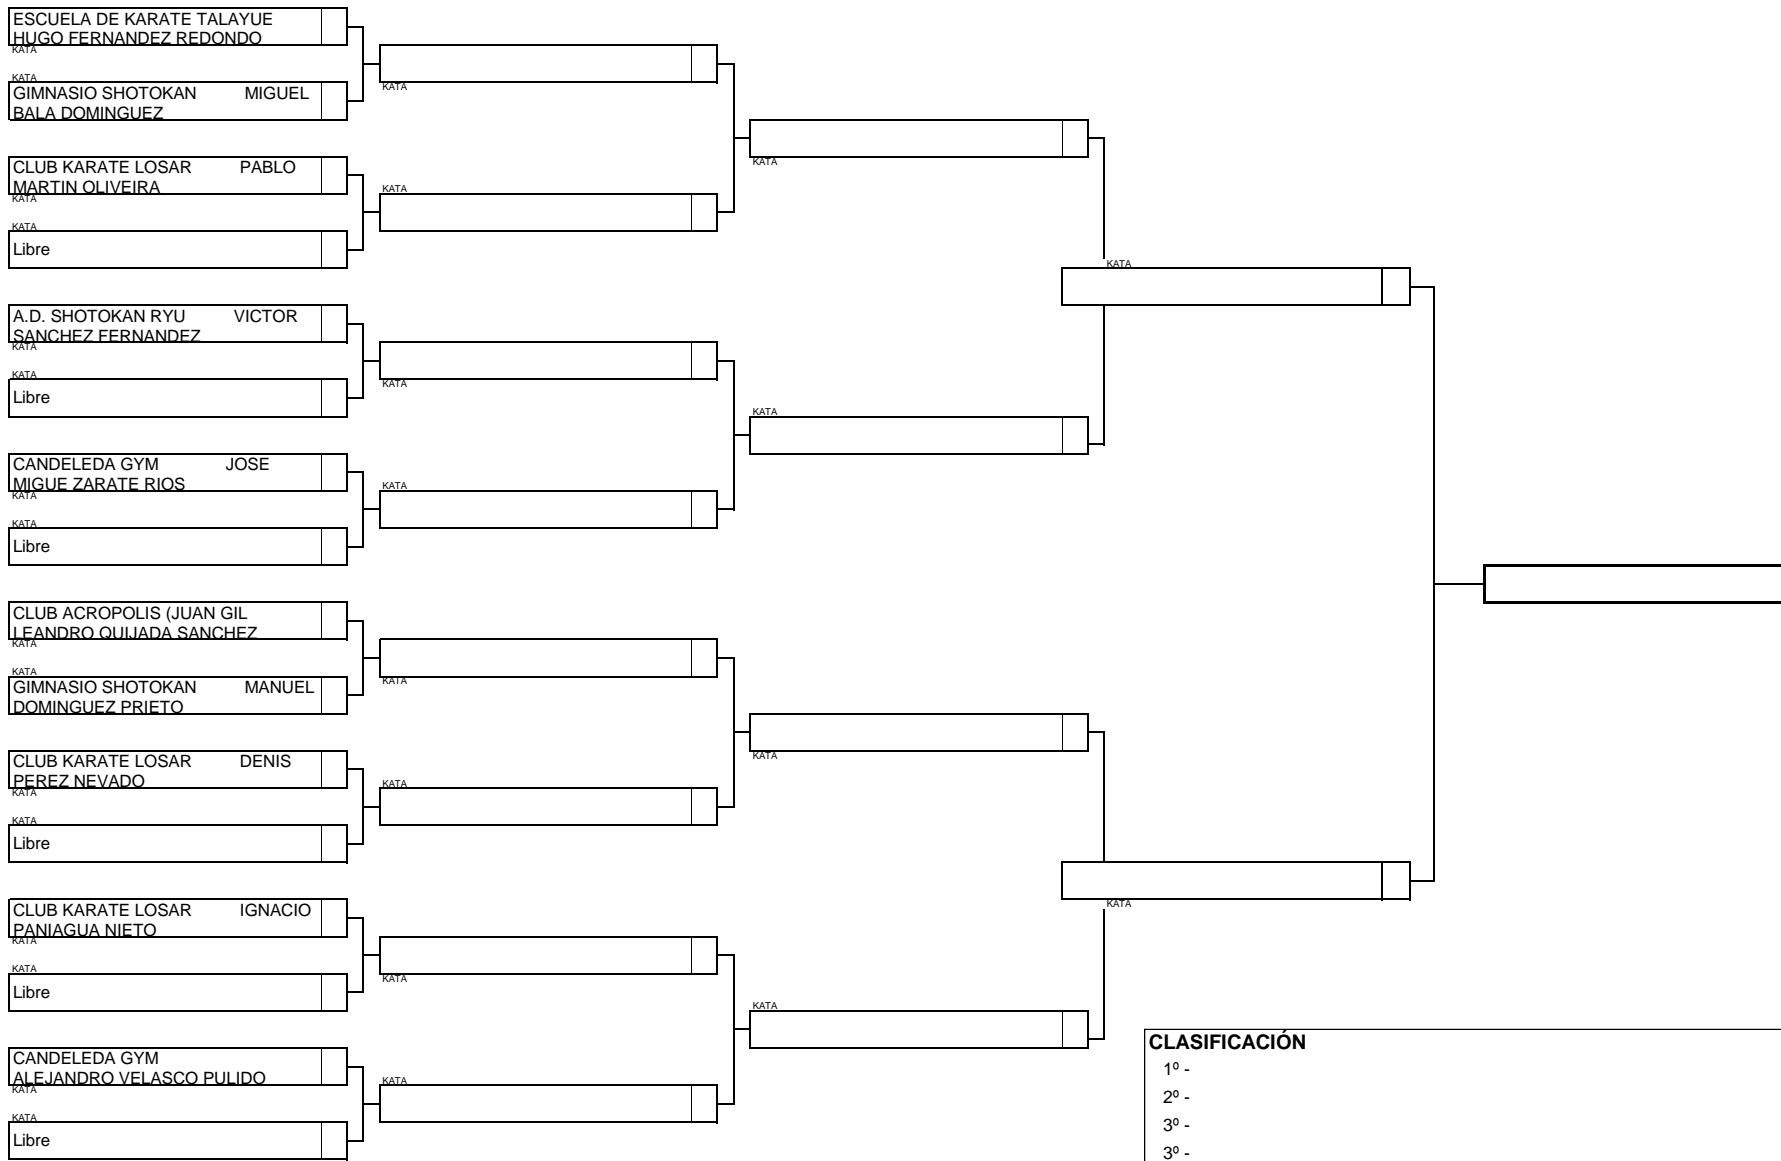 ESCUELA DE KARATE TALAYUE
HUGO FERNANDEZ REDONDO
KATA
KATA
GIMNASIO SHOTOKAN MIGUEL
BALA DOMINGUEZ
CLUB KARATE LOSAR PABLO
MARTIN OLIVEIRA
KATA
KATA
Libre
A.D. SHOTOKAN RYU VICTOR
SANCHEZ FERNANDEZ
KATA
KATA
Libre
CANDELEDA GYM JOSE
MIGUE ZARATE RIOS
KATA
KATA
Libre
CLUB ACROPOLIS (JUAN GIL
LEANDRO QUIJADA SANCHEZ
KATA
KATA
GIMNASIO SHOTOKAN MANUEL
DOMINGUEZ PRIETO
CLUB KARATE LOSAR DENIS
PEREZ NEVADO
KATA
KATA
Libre
CLUB KARATE LOSAR IGNACIO
PANIAGUA NIETO
KATA
KATA
Libre
CANDELEDA GYM
ALEJANDRO VELASCO PULIDO
KATA
KATA
Libre
KATA
KATA
KATA
KATA
KATA
KATA
KATA
KATA
KATA
KATA
KATA
KATA
KATA
KATA
CLASIFICACIÓN
1º -
2º -
3º -
3º -